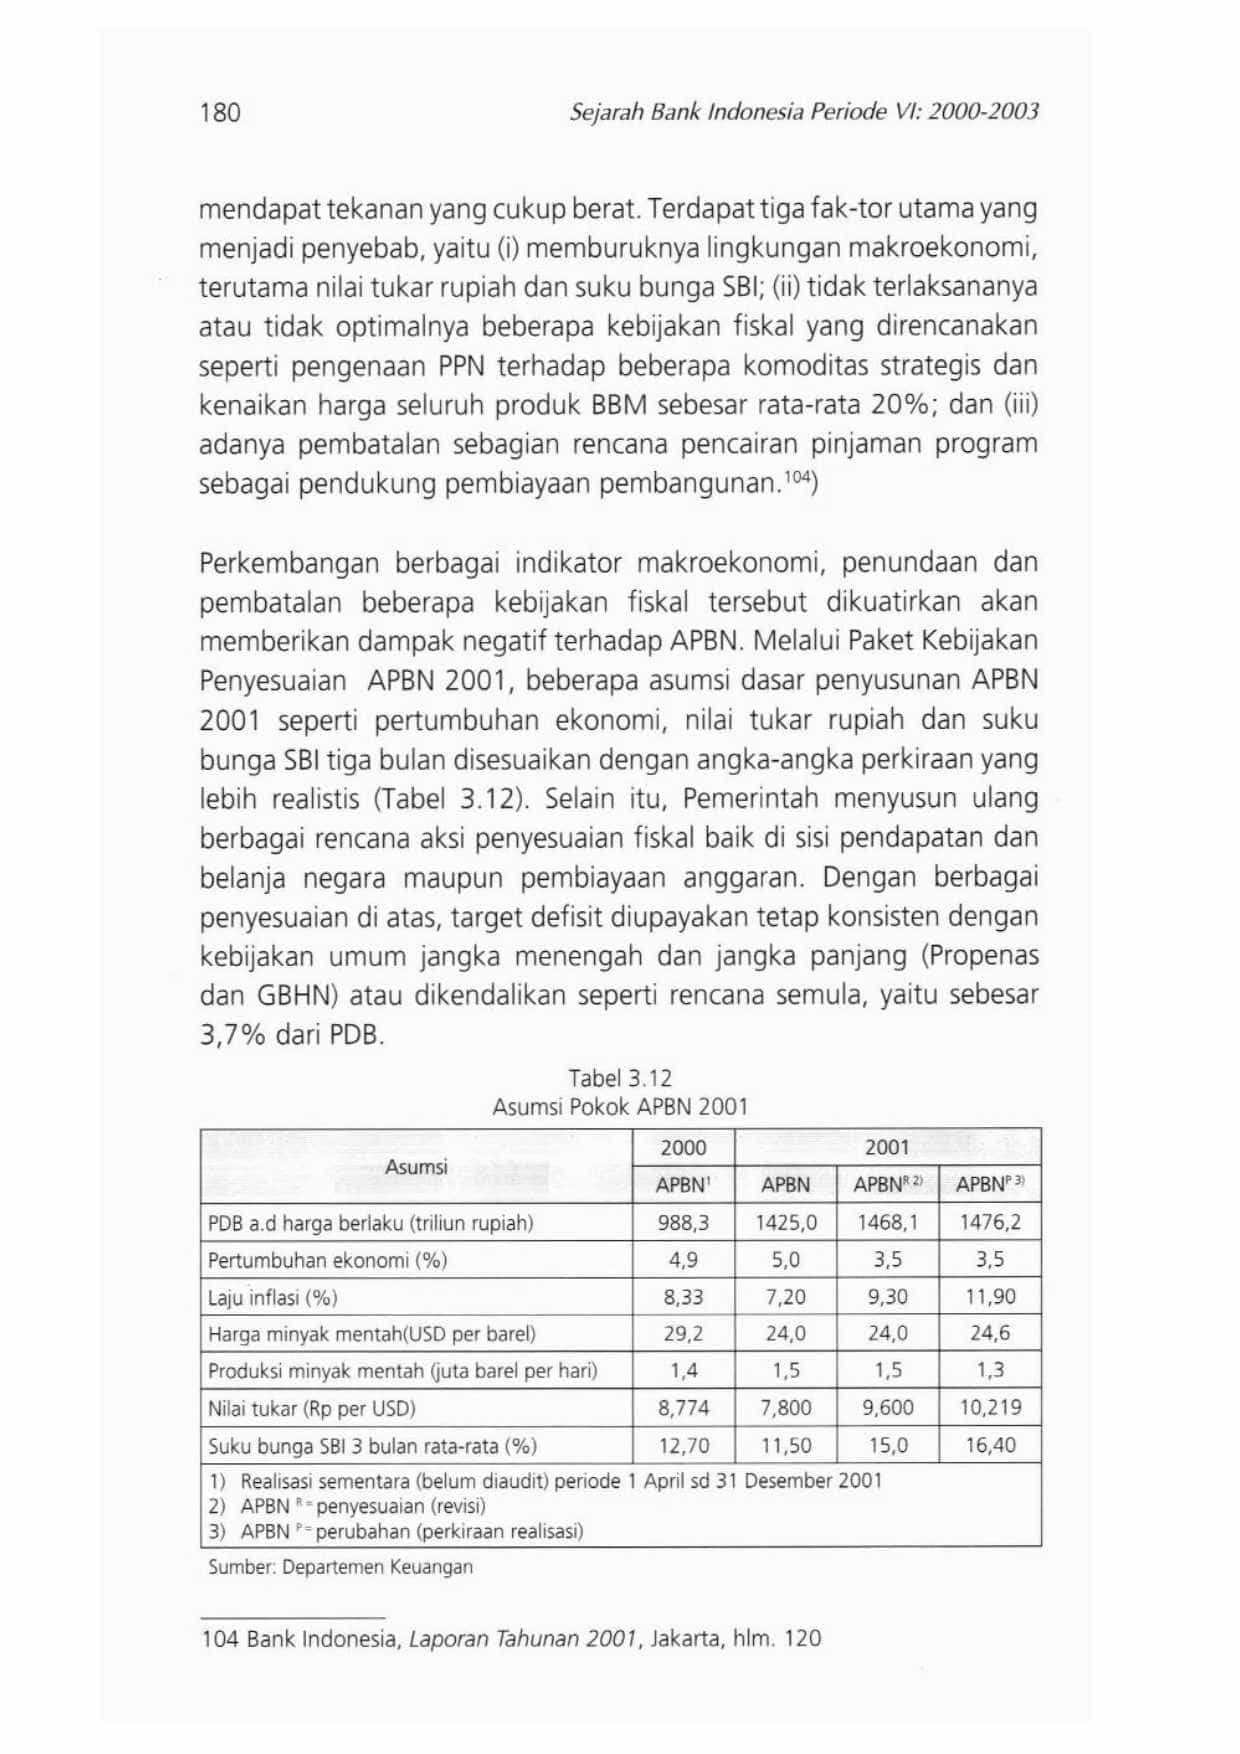 180 Sejarah Bank Indonesia Periode VI: 2000-2003
mendapat tekanan yang cukup berat. Terdapat tiga fak-tor utama yang
menjadi penyebab, yaitu (i) memburuknya lingkungan makroekonomi,
terutama nilai tukar rupiah dan suku bunga SBI; (ii) tidak terlaksananya
atau tidak optimalnya beberapa kebijakan fiskal yang direncanakan
seperti pengenaan PPN terhadap beberapa komoditas strategis dan
kenaikan harga seluruh produk BBM sebesar rata-rata 20%; dan (iii)
adanya pembatalan sebagian rencana pencairan pinjaman program
sebagai pendukung pembiayaan pembangunan.104)
Perkembangan berbagai indikator makroekonomi, penundaan dan
pembatalan beberapa kebijakan fiskal tersebut dikuatirkan akan
memberikan dampak negatif terhadap APBN. Melalui Paket Kebijakan
Penyesuaian APBN 2001, beberapa asumsi dasar penyusunan APBN
2001 seperti pertumbuhan ekonomi, nilai tukar rupiah dan suku
bunga SBI tiga bulan disesuaikan dengan angka-angka perkiraan yang
lebih realistis (Tabel 3.12). Selain itu, Pemerintah menyusun ulang
berbagai rencana aksi penyesuaian fiskal baik di sisi pendapatan dan
belanja negara maupun pembiayaan anggaran. Dengan berbagai
penyesuaian di atas, target defisit diupayakan tetap konsisten dengan
kebijakan umum jangka menengah dan jangka panjang (Propenas
dan GBHN) atau dikendalikan seperti rencana semula, yaitu sebesar
3,7% dari PDB.
Tabel 3.12
Asumsi Pokok APBN 2001
Asumsi 2000 2001
APBN1 APBN APBNR 2) APBNP 3)
PDB a.d harga berlaku (triliun rupiah) 988,3 1425,0 1468,1 1476,2
Pertumbuhan ekonomi (%) 4,9 5,0 3,5 3,5
Laju inflasi (%) 8,33 7,20 9,30 11,90
Harga minyak mentah(USD per barel) 29,2 24,0 24,0 24,6
Produksi minyak mentah (juta barel per hari) 1,4 1,5 1,5 1,3
Nilai tukar (Rp per USD) 8,774 7,800 9,600 10,219
Suku bunga SBI 3 bulan rata-rata (%) 12,70 11,50 15,0 16,40
1) Realisasi sementara (belum diaudit) periode 1 April sd 31 Desember 2001
2) APBN R = penyesuaian (revisi)
3) APBN P = perubahan (perkiraan realisasi)
Sumber: Departemen Keuangan
104 Bank Indonesia, Laporan Tahunan 2001, Jakarta, hlm. 120